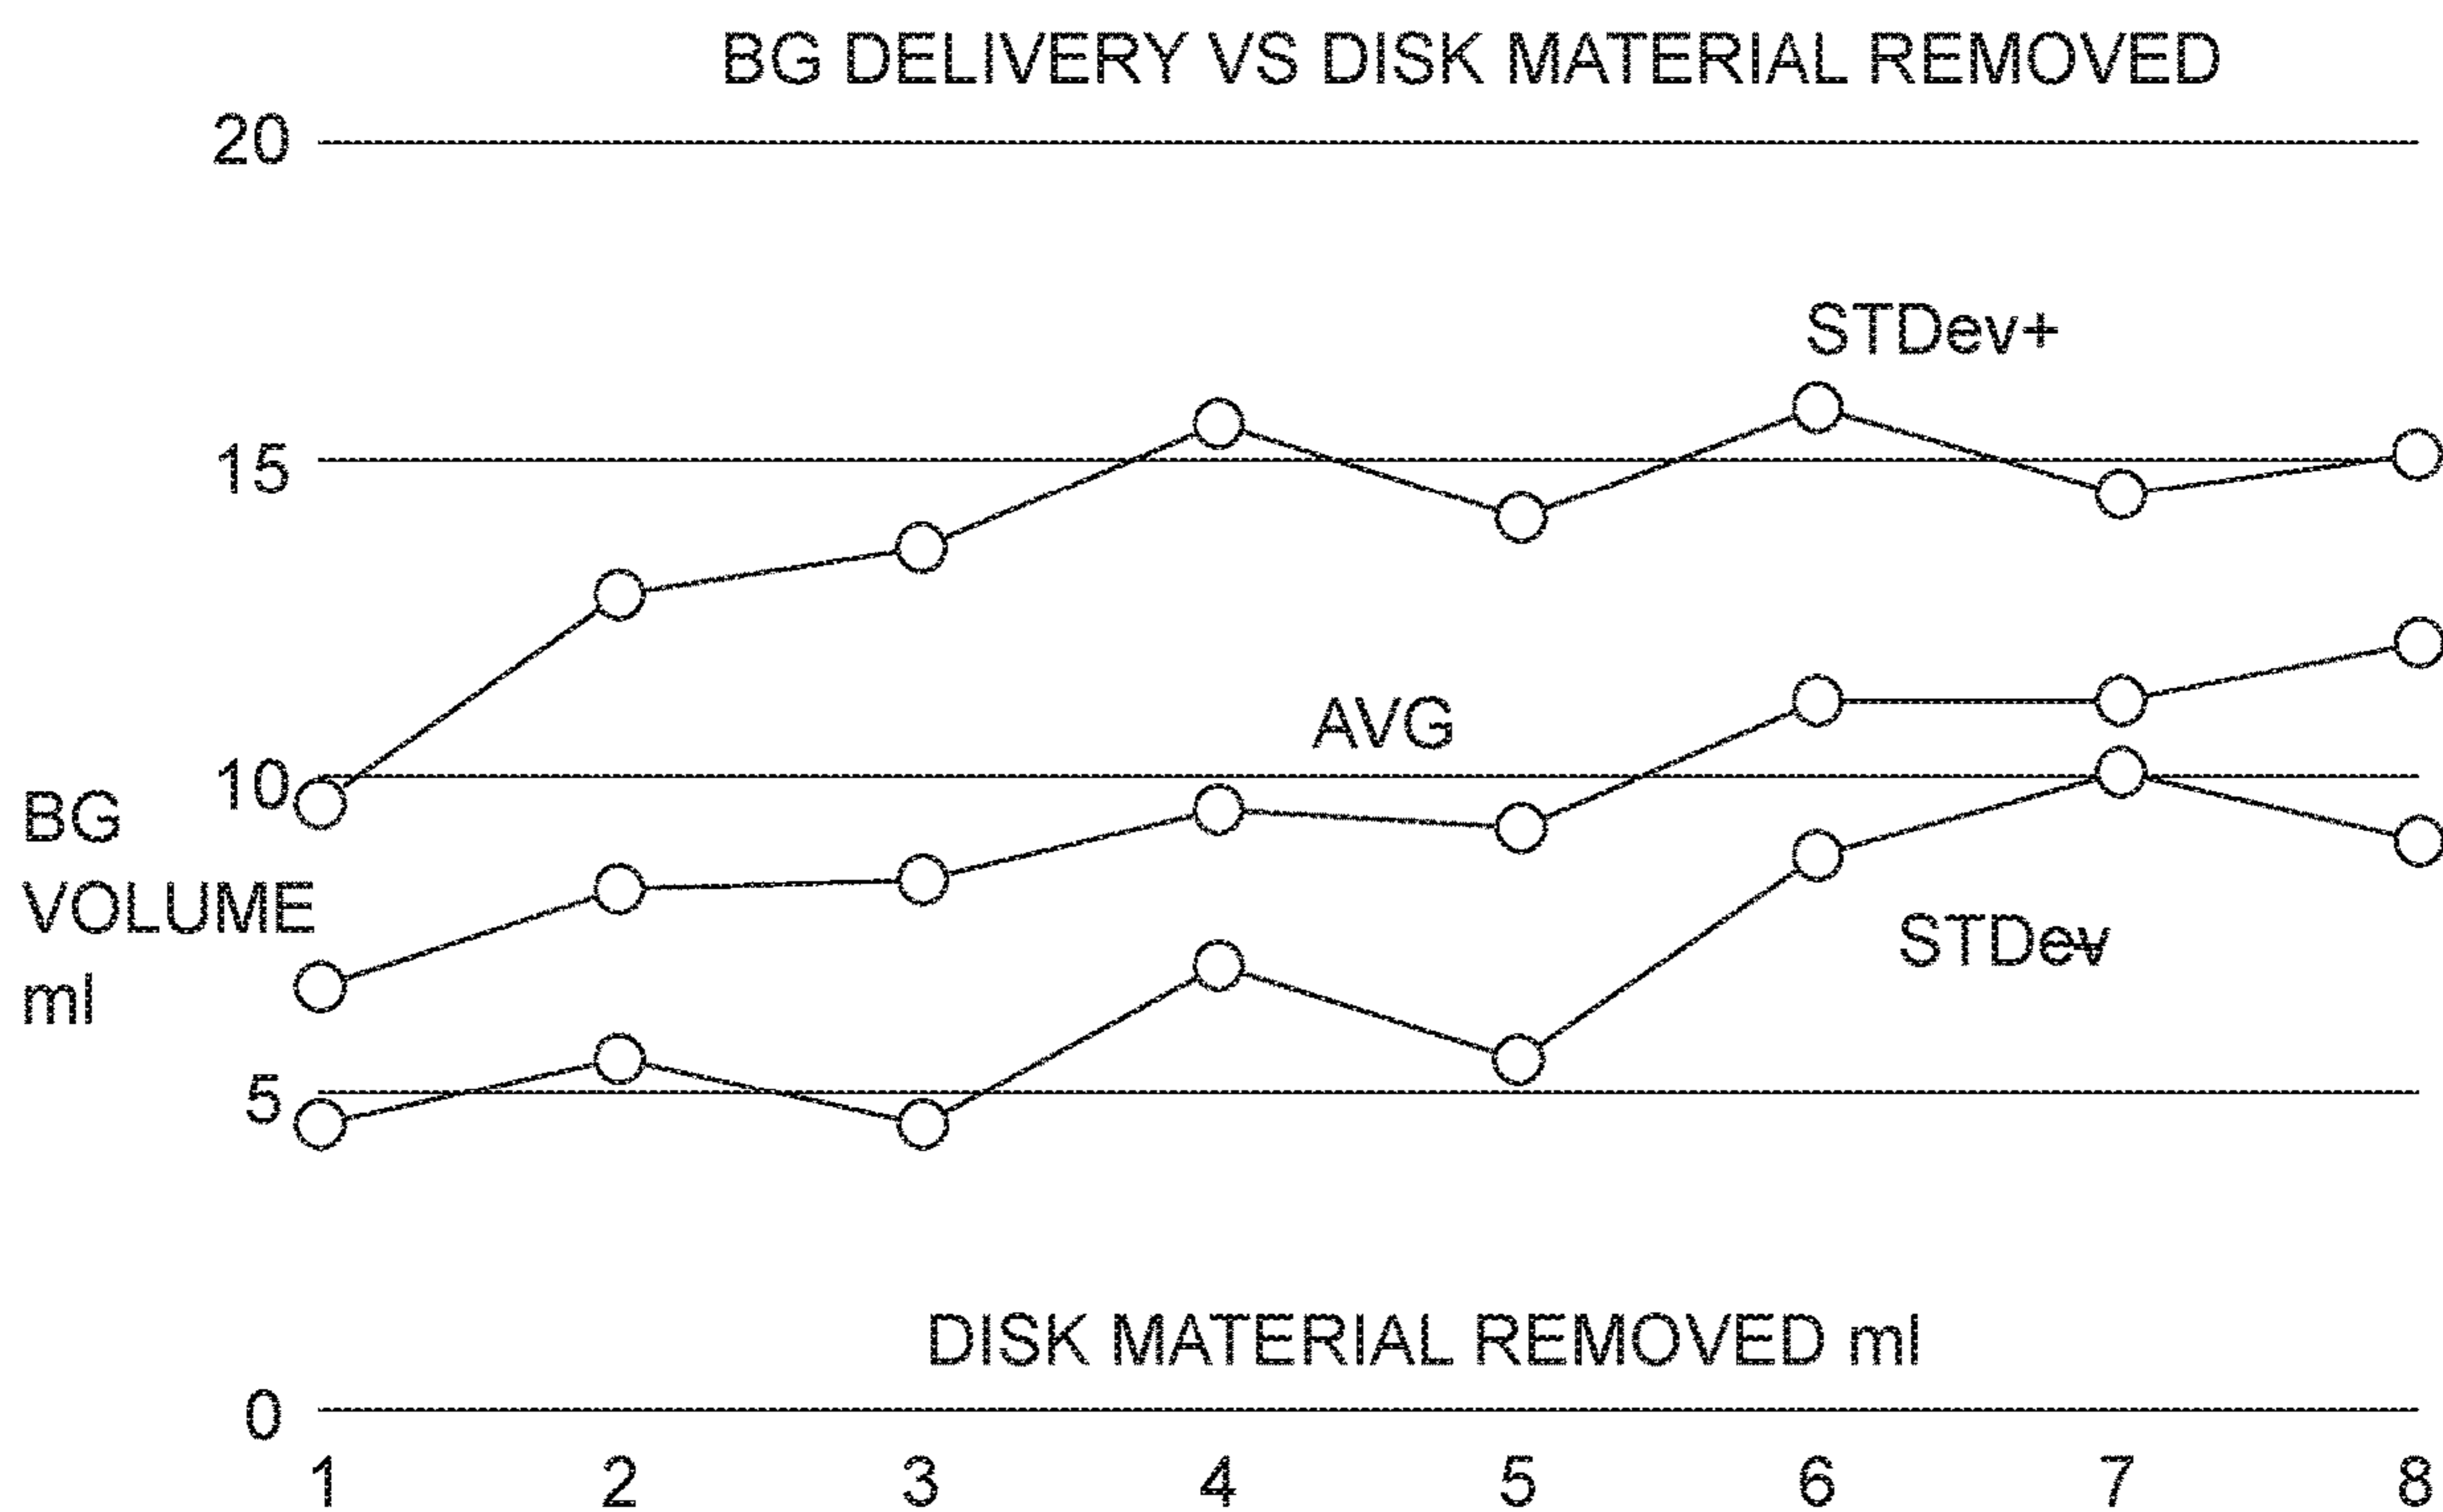 BG DELIVERY VS DISK MATERIAL REMOVED
20
STDev+
15
AVG
10
BG
VOLUME
ml
STDev-
5
DISK MATERIAL REMOVED ml
0
1 2 3 4 5 6 7 8